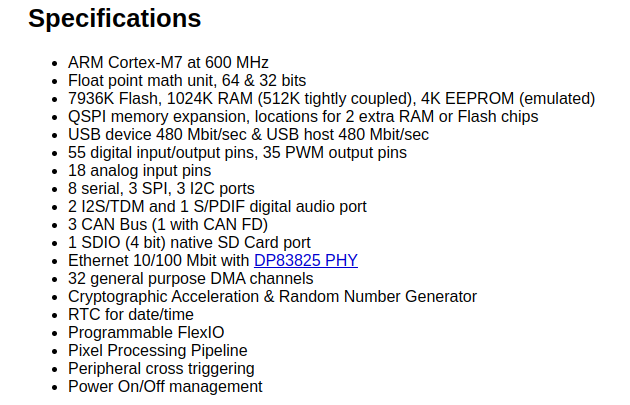 Specifications
ARM Cortex-M7 at 600 MHz
Float point math unit, 64 & 32 bits
7936K Flash, 1024K RAM (512K tightly coupled), 4K EEPROM (emulated)
QSPI memory expansion, locations for 2 extra RAM or Flash chips
USB device 480 Mbit/sec & USB host 480 Mbit/sec
55 digital input/output pins, 35 PWM output pins
18 analog input pins
8 serial, 3 SPI, 3 I2C ports
2 I2S/TDM and 1 S/PDIF digital audio port
3 CAN Bus (1 with CAN FD)
1 SDIO (4 bit) native SD Card port
Ethernet 10/100 Mbit with DP83825 PHY
32 general purpose DMA channels
Cryptographic Acceleration & Random Number Generator
RTC for date/time
Programmable FlexIO
Pixel Processing Pipeline
Peripheral cross triggering
Power On/Off management